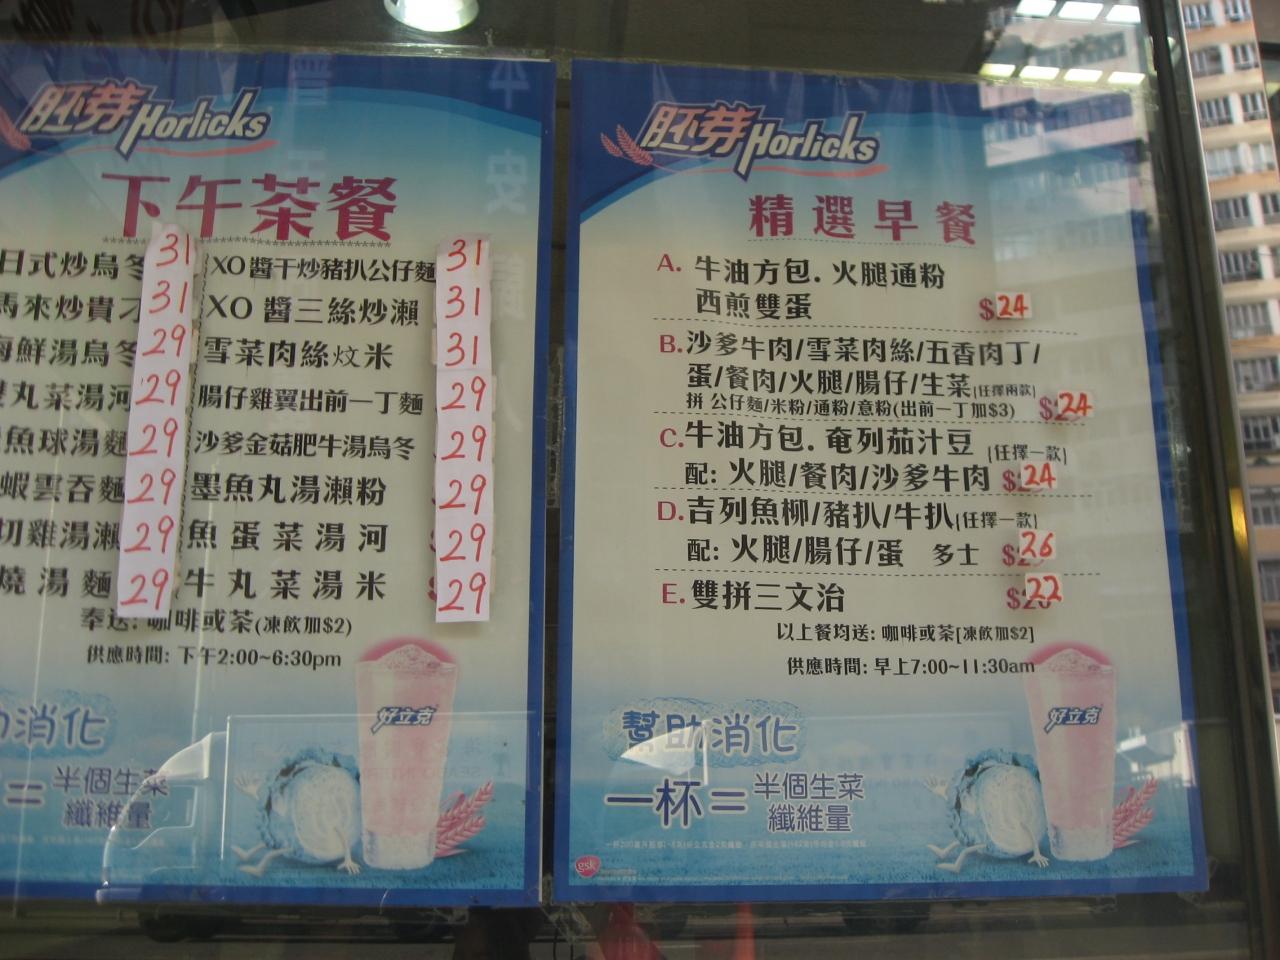 胚芽Horlicks
下午茶餐
日式炒烏冬 31 XO醬干炒豬扒公仔麵 31
馬來炒貴刁 31 XO醬三絲炒瀨 31
海鮮湯烏冬 29 雪菜肉絲炆米 31
丸菜湯河 29 腸仔雞翼出前一丁麵 29
魚球湯麵 29 沙爹金菇肥牛湯烏冬 29
蝦雲吞麵 29 墨魚丸湯瀨粉 29
切雞湯瀨 29 魚蛋菜湯河 29
燒湯麵 29 牛丸菜湯米 29
奉送: 咖啡或茶(凍飲加$2)
供應時間: 下午2:00~6:30pm
好立克
助消化
=半個生菜
纖維量
胚芽Horlicks
精選早餐
A. 牛油方包. 火腿通粉
西煎雙蛋 $24
B. 沙爹牛肉/雪菜肉絲/五香肉丁/
蛋/餐肉/火腿/腸仔/生菜(任擇兩款)
拼 公仔麵/米粉/通粉/意粉(出前一丁加$3) $24
C. 牛油方包. 奄列茄汁豆 (任擇一款)
配: 火腿/餐肉/沙爹牛肉 $24
D. 吉列魚柳/豬扒/牛扒(任擇一款)
配: 火腿/腸仔/蛋 多士 $26
E. 雙拼三文治 $22
以上餐均送: 咖啡或茶[凍飲加$2]
供應時間: 早上7:00~11:30am
好立克
幫助消化
一杯=半個生菜
纖維量
gsk